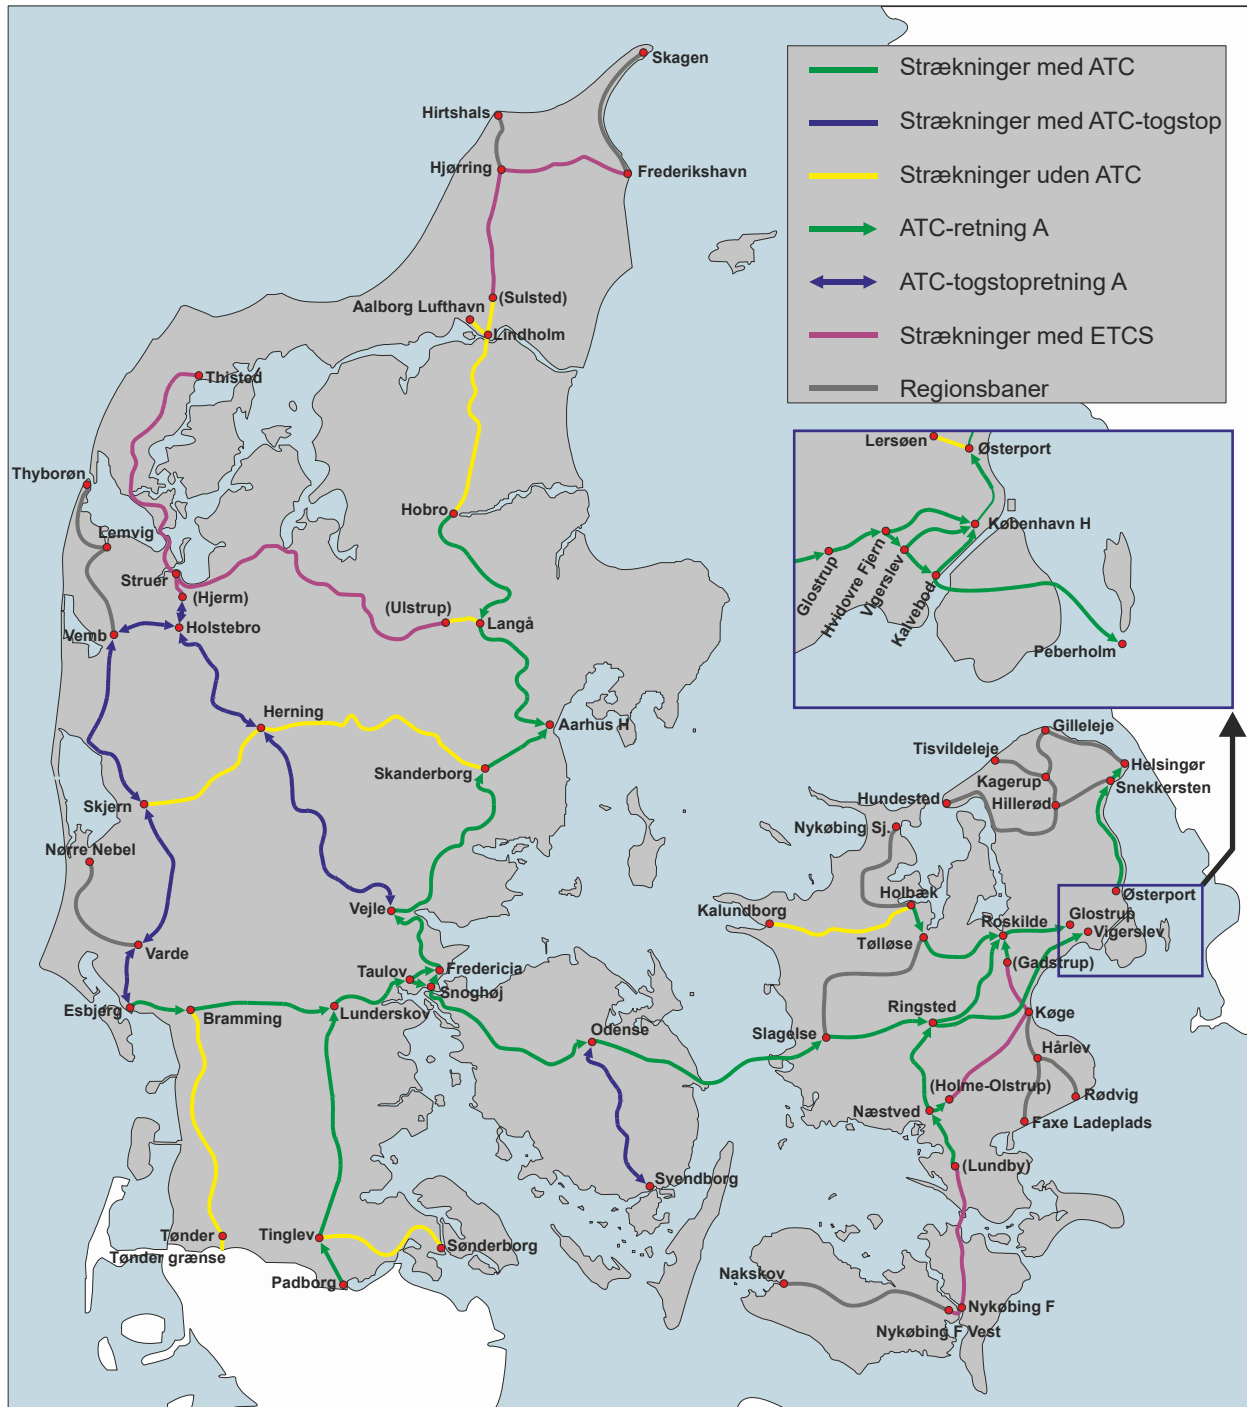 Skagen
Strækninger med ATC
Hirtshals
Strækninger med ATC-togstop
Hjørring
Frederikshavn
Strækninger uden ATC
ATC-retning A
ATC-togstopretning A
(Sulsted)
Aalborg Lufthavn
Lindholm
Strækninger med ETCS
Thisted
Regionsbaner
Lersøen
Østerport
Thyborøn
Hobro
København H
Lemvig
Glostrup
Hvidovre Fjern
Vigerslev
Kalvebod
Struer
(Hjerm)
(Ulstrup)
Langå
Vemb
Holstebro
Peberholm
Herning
Aarhus H
Gilleleje
Tisvildeleje
Skanderborg
Helsingør
Kagerup
Snekkersten
Skjern
Hundested
Hillerød
Nykøbing Sj.
Nørre Nebel
Holbæk
Østerport
Vejle
Kalundborg
Roskilde
Glostrup
Vigerslev
Tølløse
Varde
Taulov
Fredericia
(Gadstrup)
Snoghøj
Esbjerg
Bramming
Lunderskov
Ringsted
Køge
Odense
Slagelse
Hårlev
(Holme-Olstrup)
Rødvig
Næstved
Faxe Ladeplads
(Lundby)
Svendborg
Tønder
Tinglev
Sønderborg
Tønder grænse
Padborg
Nakskov
Nykøbing F
Nykøbing F Vest